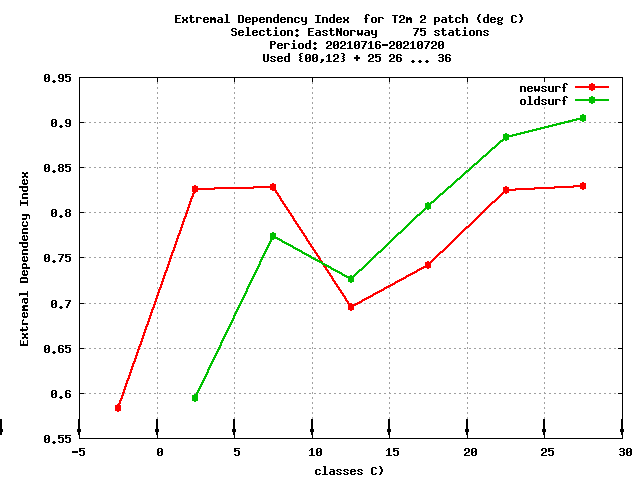 Extremal Dependency Index  for T2m 2 patch (deg C)
Selection: EastNorway     75 stations
Period: 20210716-20210720
Used {00,12} + 25 26 ... 36
newsurf
oldsurf
0.95
0.9
0.85
0.8
0.75
0.7
0.65
0.6
0.55
Extremal Dependency Index
-5 0 5 10 15 20 25 30
classes C)